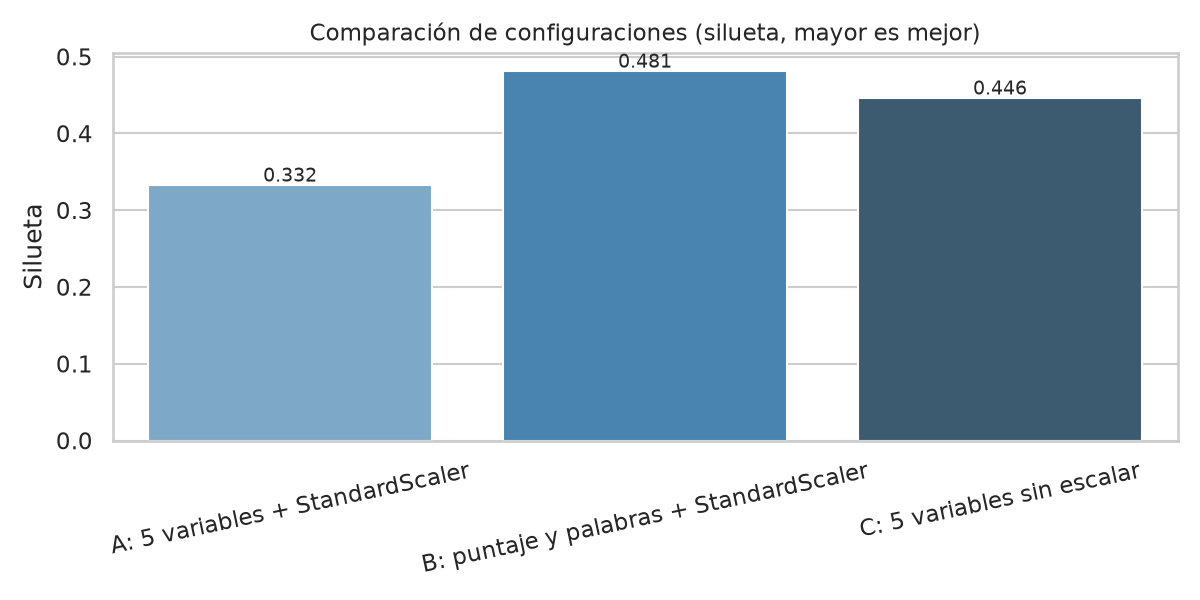 Comparación de configuraciones (silueta, mayor es mejor)
Silueta
0.5
0.4
0.3
0.2
0.1
0.0
0.332
0.481
0.446
A: 5 variables + StandardScaler
B: puntaje y palabras + StandardScaler
C: 5 variables sin escalar